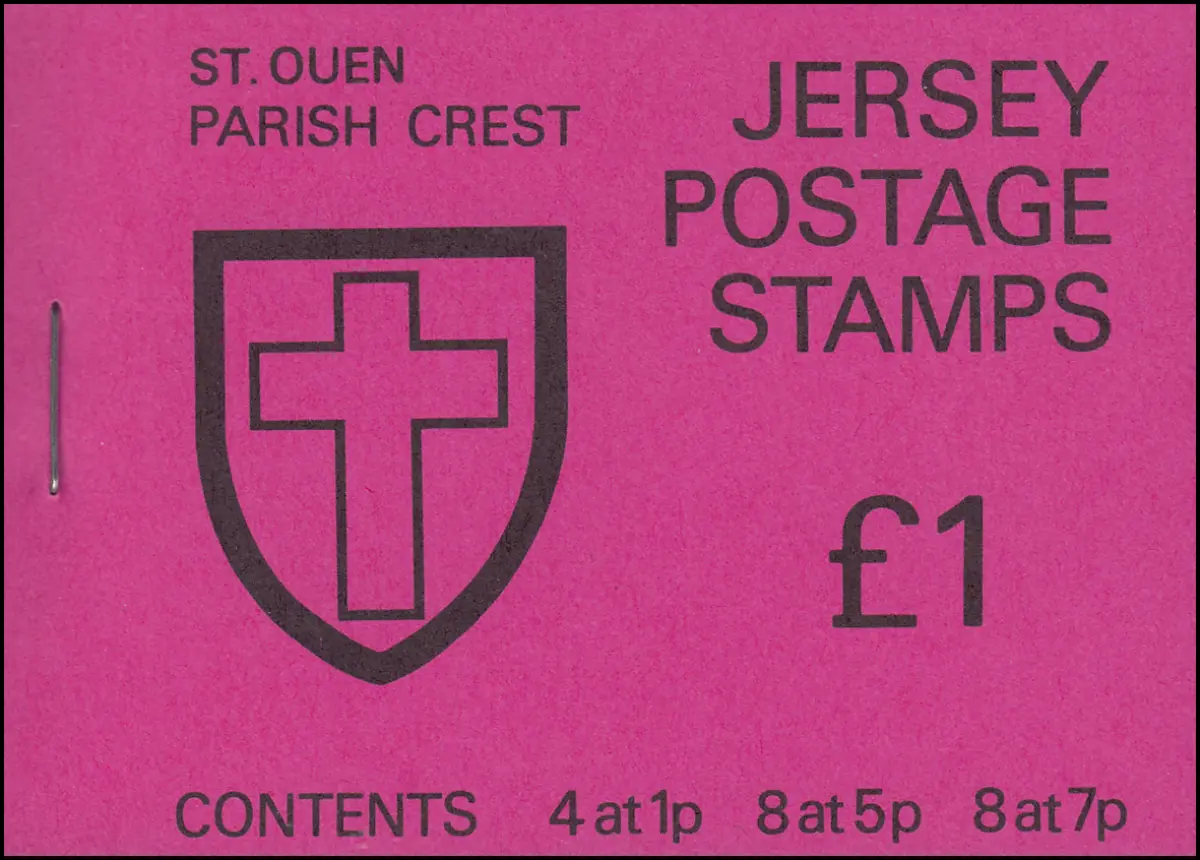 ST. OUEN
PARISH CREST
JERSEY
POSTAGE
STAMPS
£1
CONTENTS 4 at 1p 8 at 5p 8 at 7p